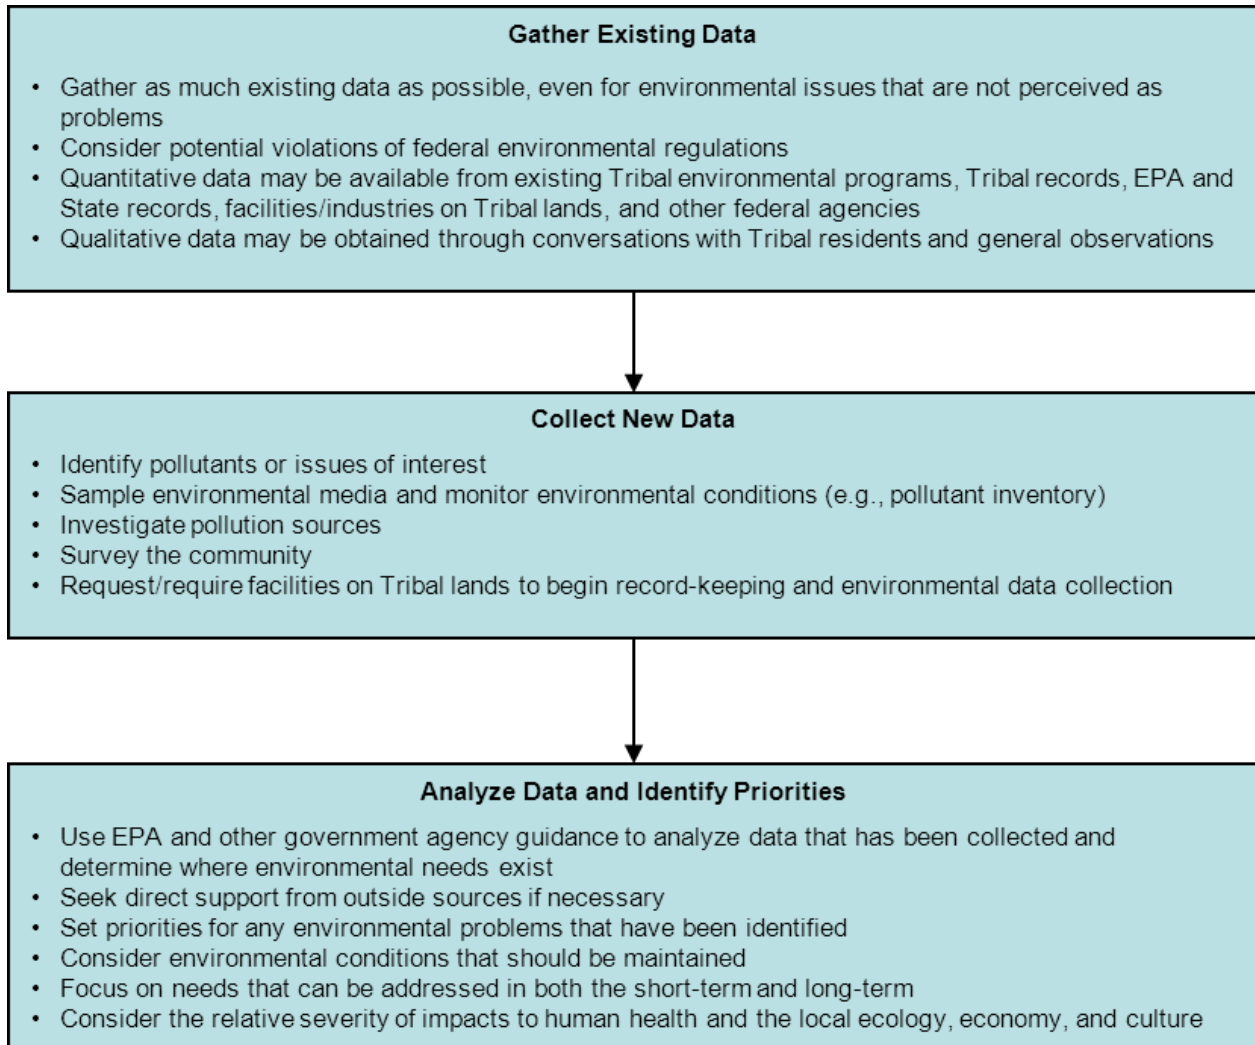 Gather Existing Data
• Gather as much existing data as possible, even for environmental issues that are not perceived as
problems
• Consider potential violations of federal environmental regulations
• Quantitative data may be available from existing Tribal environmental programs, Tribal records, EPA and
State records, facilities/industries on Tribal lands, and other federal agencies
• Qualitative data may be obtained through conversations with Tribal residents and general observations
Collect New Data
• Identify pollutants or issues of interest
• Sample environmental media and monitor environmental conditions (e.g., pollutant inventory)
• Investigate pollution sources
• Survey the community
• Request/require facilities on Tribal lands to begin record-keeping and environmental data collection
Analyze Data and Identify Priorities
• Use EPA and other government agency guidance to analyze data that has been collected and
determine where environmental needs exist
• Seek direct support from outside sources if necessary
• Set priorities for any environmental problems that have been identified
• Consider environmental conditions that should be maintained
• Focus on needs that can be addressed in both the short-term and long-term
• Consider the relative severity of impacts to human health and the local ecology, economy, and culture